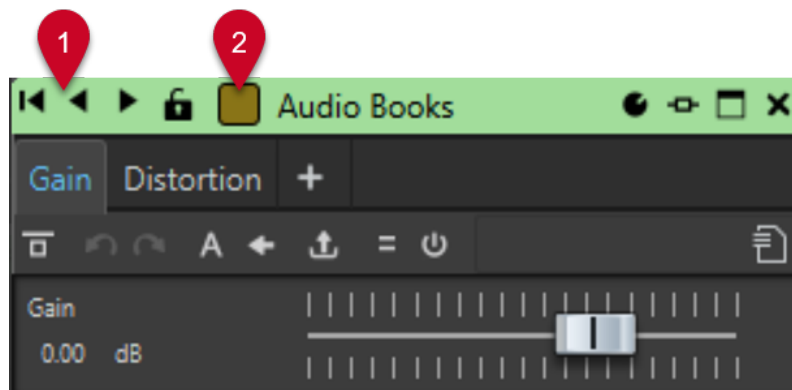 1 2
Audio Books
Gain Distortion +
A =
Gain
0.00 dB